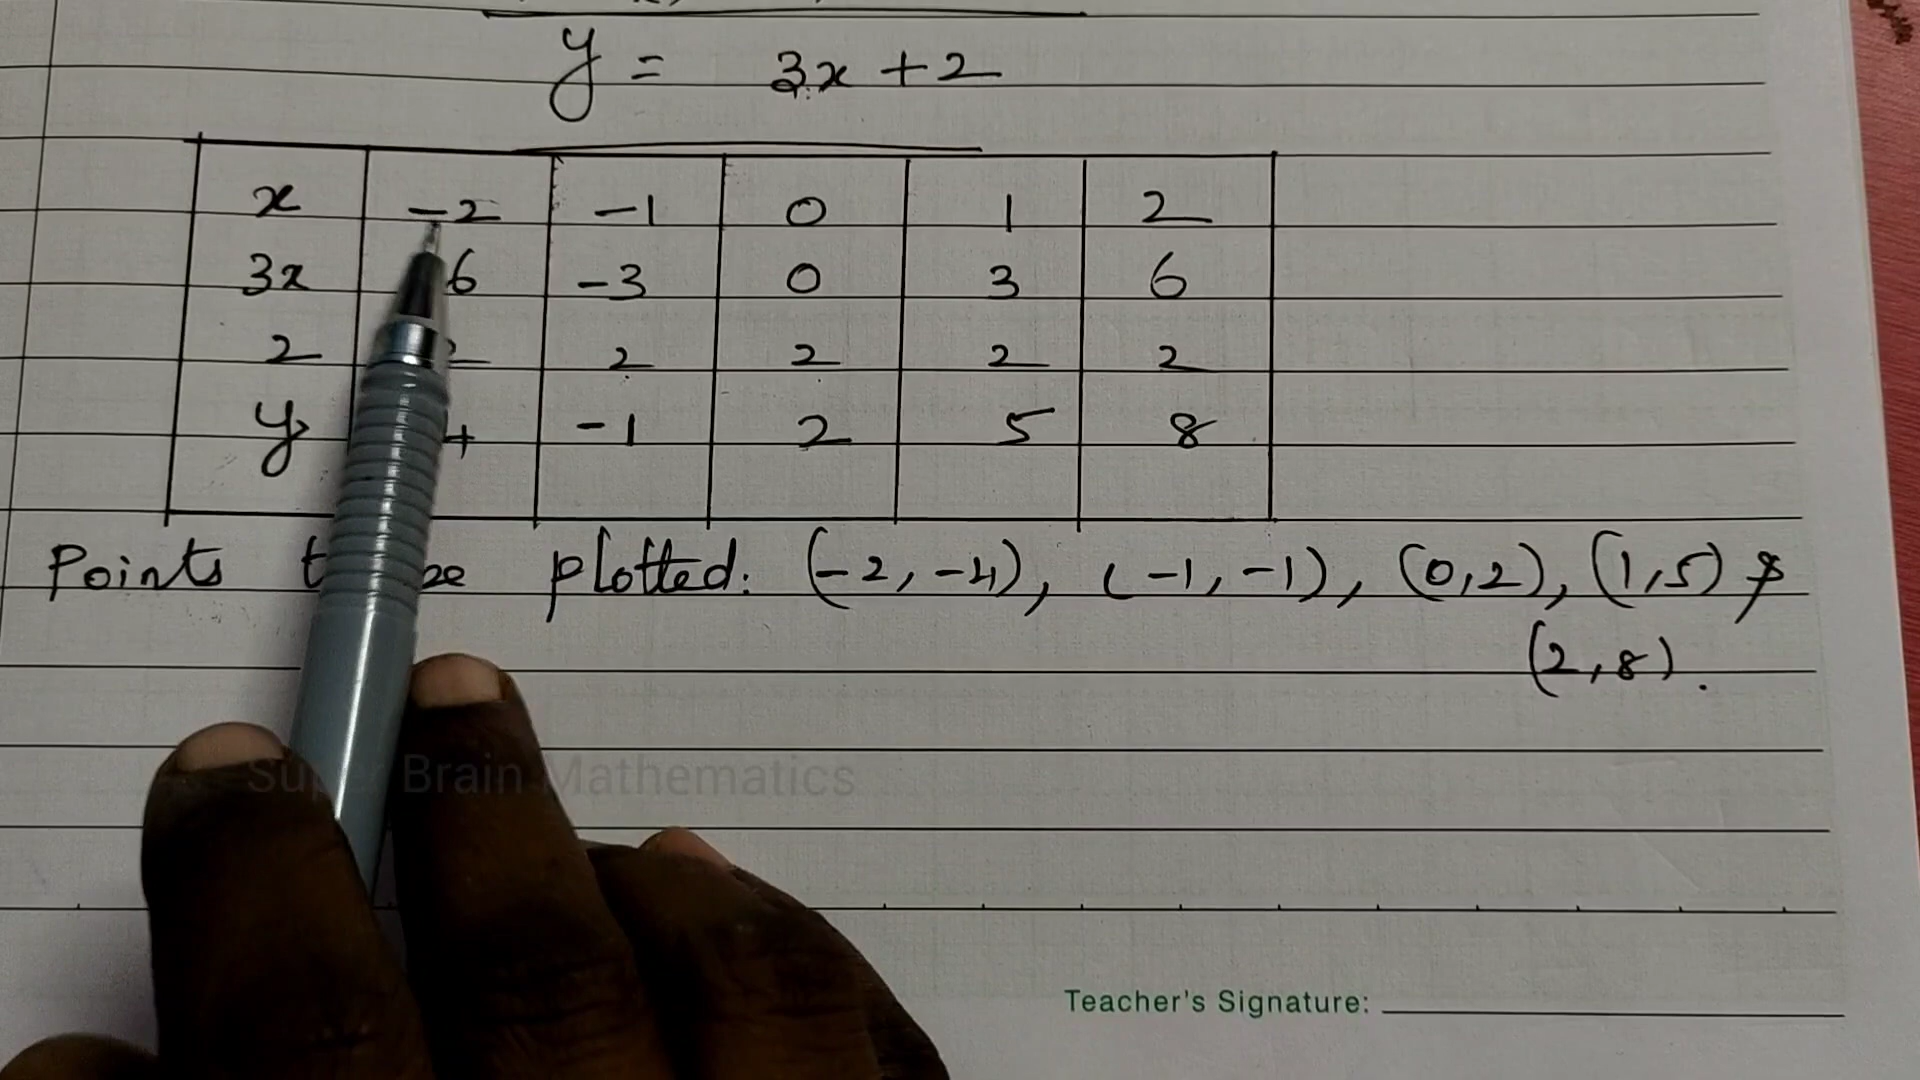 y = 3x + 2
x -2 -1 0 1 2
3x 6 -3 0 3 6
2 2 2 2 2 2
y -1 2 5 8
Points be plotted: (-2, -4), (-1, -1), (0,2), (1,5) &
(2,8).
Super Brain Mathematics
Teacher's Signature: